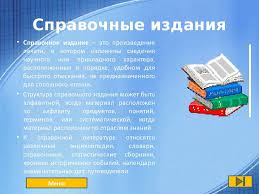 Справочные издания
• Справочное издание – это произведение
печати, в котором изложены сведения
научного или прикладного характера,
расположенные в порядке, удобном для
быстрого отыскания, не предназначенного
для сплошного чтения.
• Структура справочного издания может быть
алфавитной, когда материал расположен
по алфавиту предметов, понятий,
терминов или систематической, когда
материал расположен по отраслям знаний.
• К справочной литературе относятся
различные энциклопедии, словари,
справочники, статистические сборники,
хроники исторических событий, календари
знаменательных дат, путеводители.
Меню